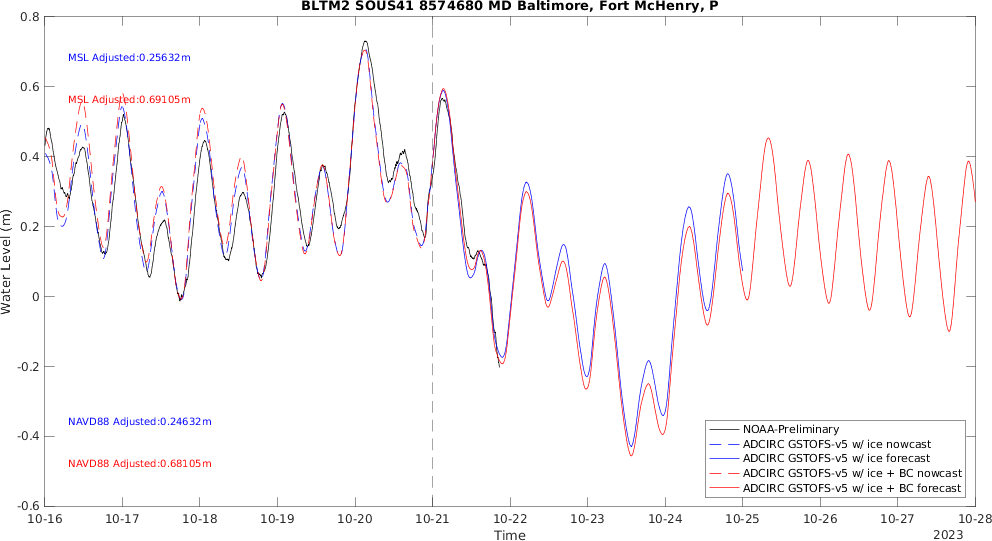 BLTM2 SOUS41 8574680 MD Baltimore, Fort McHenry, P
0.8
MSL Adjusted:0.25632m
0.6
MSL Adjusted:0.69105m
0.4
0.2
Water Level (m)
0
-0.2
NAVD88 Adjusted:0.24632m
-0.4
NAVD88 Adjusted:0.68105m
-0.6
NOAA-Preliminary
ADCIRC GSTOFS-v5 w/ ice nowcast
ADCIRC GSTOFS-v5 w/ ice forecast
ADCIRC GSTOFS-v5 w/ ice + BC nowcast
ADCIRC GSTOFS-v5 w/ ice + BC forecast
10-16 10-17 10-18 10-19 10-20 10-21 10-22 10-23 10-24 10-25 10-26 10-27 10-28
Time
2023